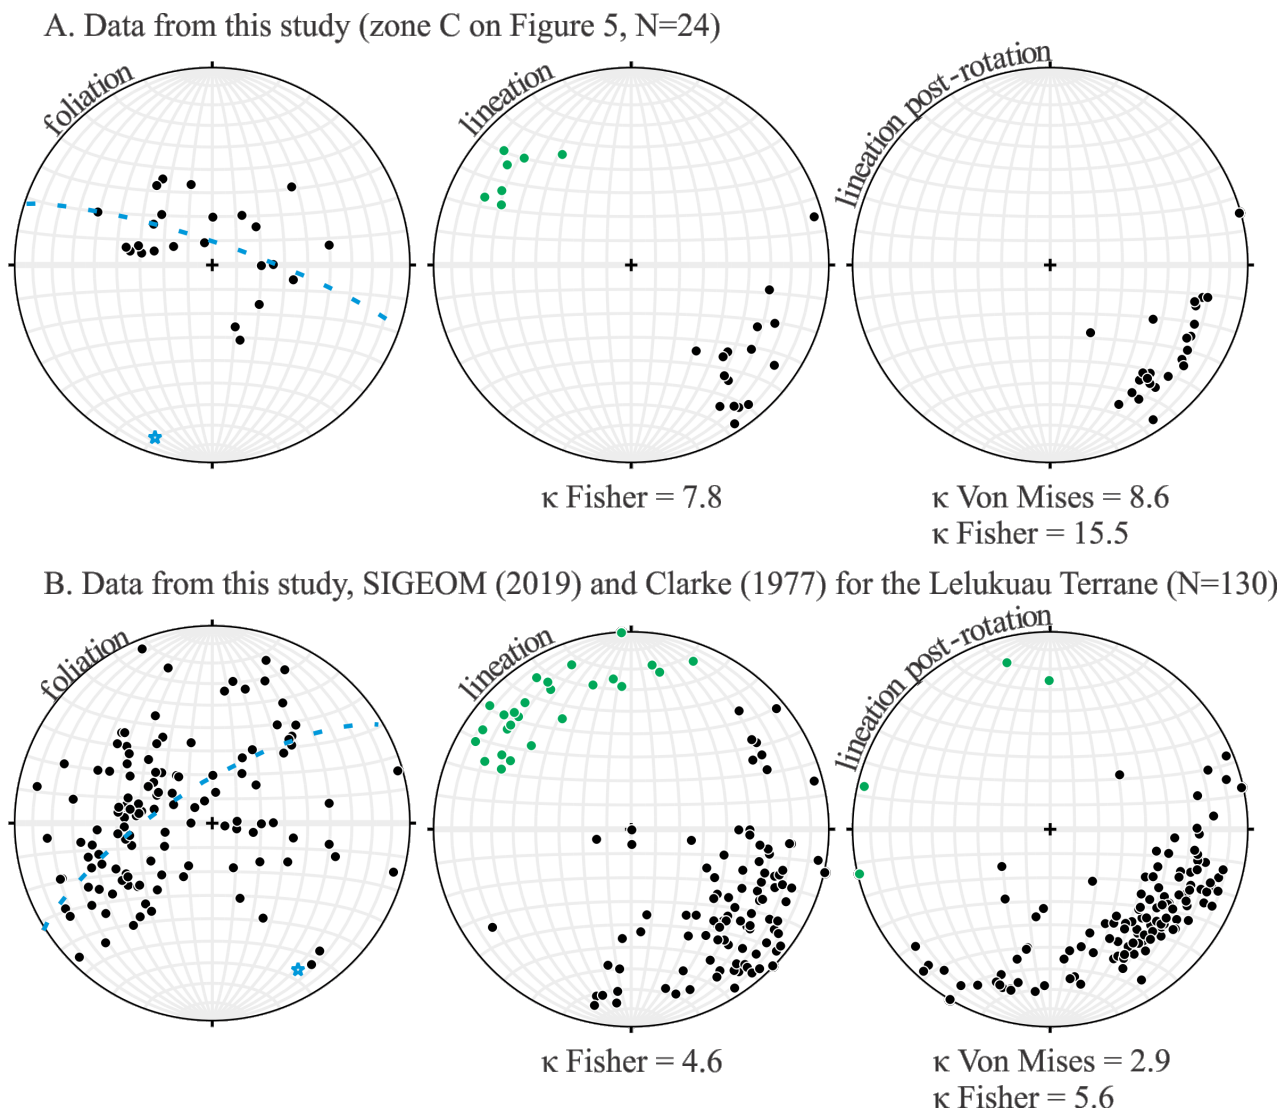 A. Data from this study (zone C on Figure 5, N=24)
foliation
lineation
lineation post-rotation
κ Fisher = 7.8
κ Von Mises = 8.6
κ Fisher = 15.5
B. Data from this study, SIGEOM (2019) and Clarke (1977) for the Lelukuau Terrane (N=130)
foliation
lineation
lineation post-rotation
κ Fisher = 4.6
κ Von Mises = 2.9
κ Fisher = 5.6